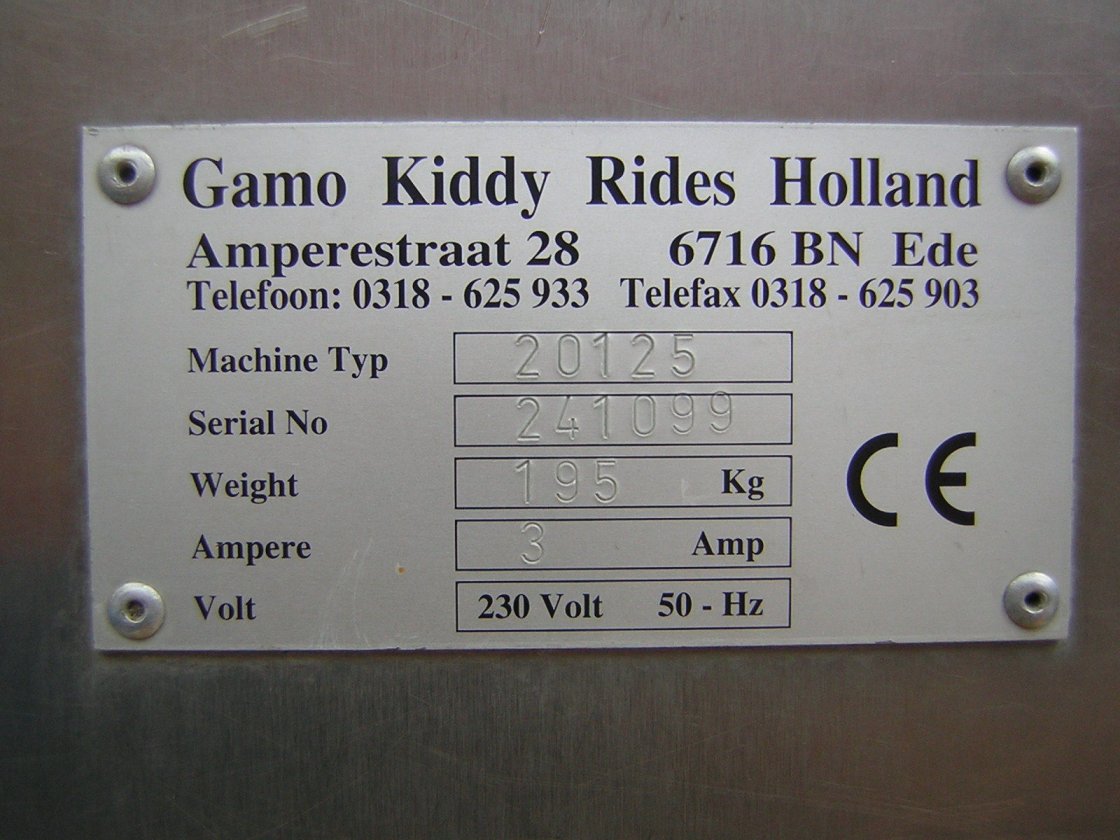 Gamo Kiddy Rides Holland
Amperestraat 28 6716 BN Ede
Telefoon: 0318 - 625 933 Telefax 0318 - 625 903
Machine Typ 20125
Serial No 241099
Weight 195 Kg
Ampere 3 Amp
Volt 230 Volt 50 - Hz
CE